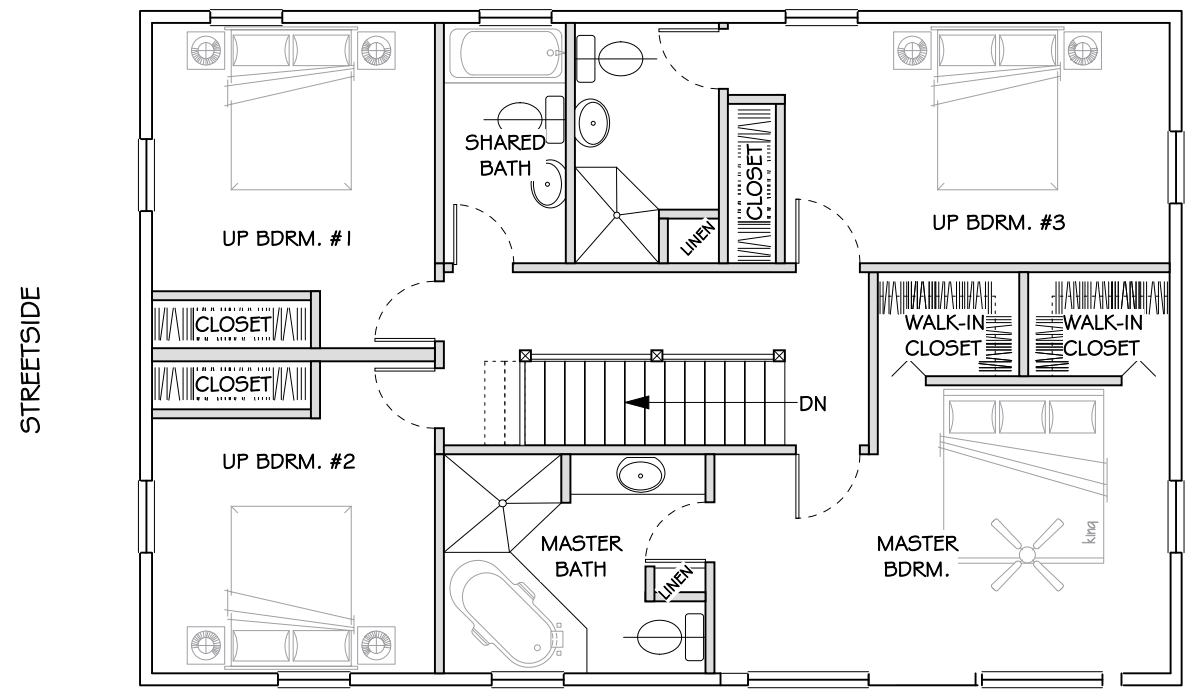 STREETSIDE
SHARED
BATH
CLOSET
UP BDRM. #1
LINEN
UP BDRM. #3
CLOSET
WALK-IN
CLOSET
WALK-IN
CLOSET
CLOSET
DN
UP BDRM. #2
MASTER
BATH
LINEN
MASTER
BDRM.
king